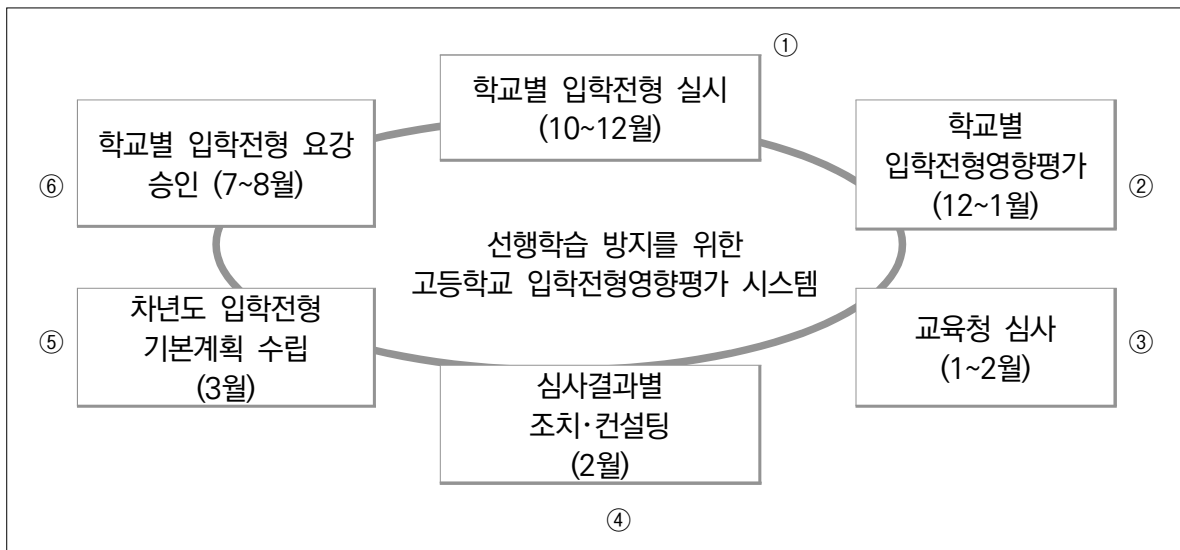 ①
학교별 입학전형 실시
(10~12월)
학교별
입학전형영향평가
(12~1월)
②
교육청 심사
(1~2월)
③
심사결과별
조치·컨설팅
(2월)
④
차년도 입학전형
기본계획 수립
(3월)
⑤
학교별 입학전형 요강
승인 (7~8월)
⑥
선행학습 방지를 위한
고등학교 입학전형영향평가 시스템